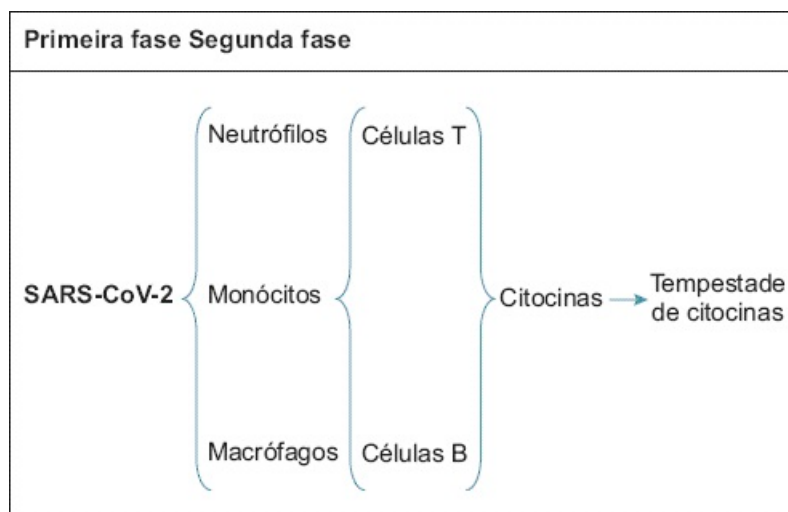 Primeira fase Segunda fase
Neutrófilos Células T
SARS-CoV-2 Monócitos Citocinas Tempestade
de citocinas
Macrófagos Células B